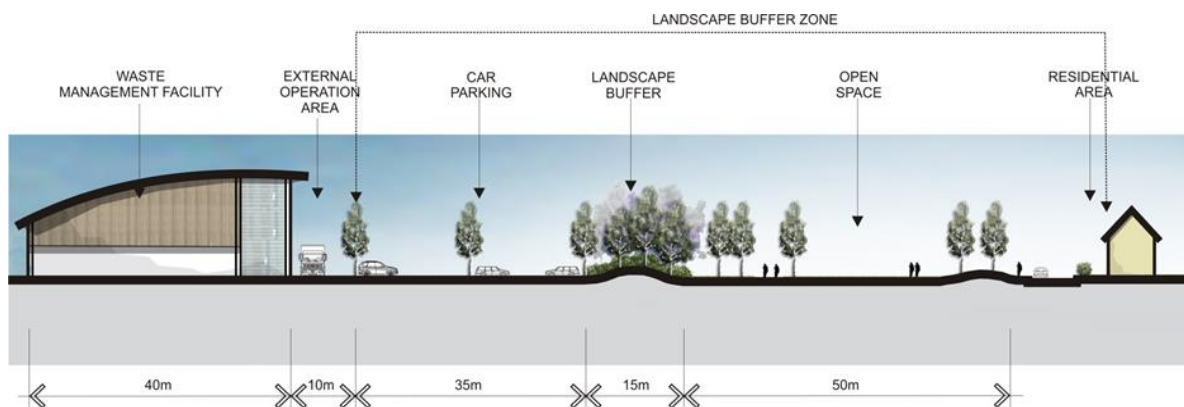 LANDSCAPE BUFFER ZONE
WASTE
MANAGEMENT FACILITY
EXTERNAL
OPERATION
AREA
CAR
PARKING
LANDSCAPE
BUFFER
OPEN
SPACE
RESIDENTIAL
AREA
40m
10m
35m
15m
50m